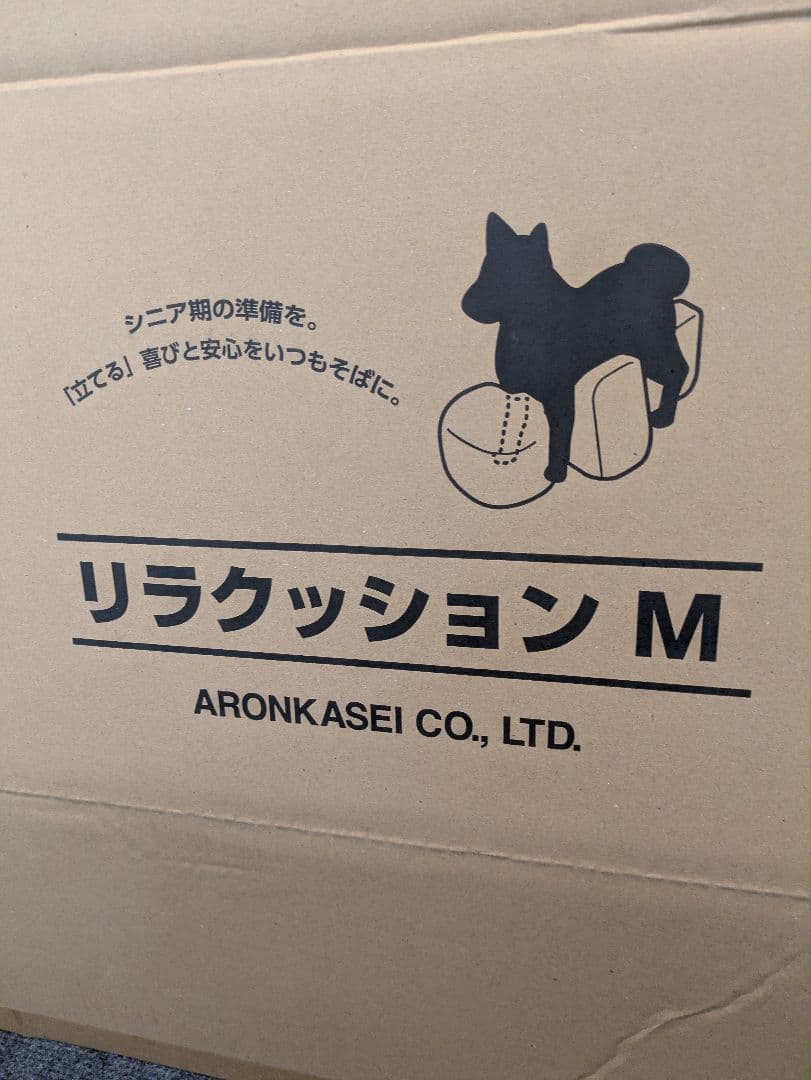 シニア期の準備を。
「立てる」喜びと安心をいつもそばに。
リラクッション M
ARONKASEI CO., LTD.